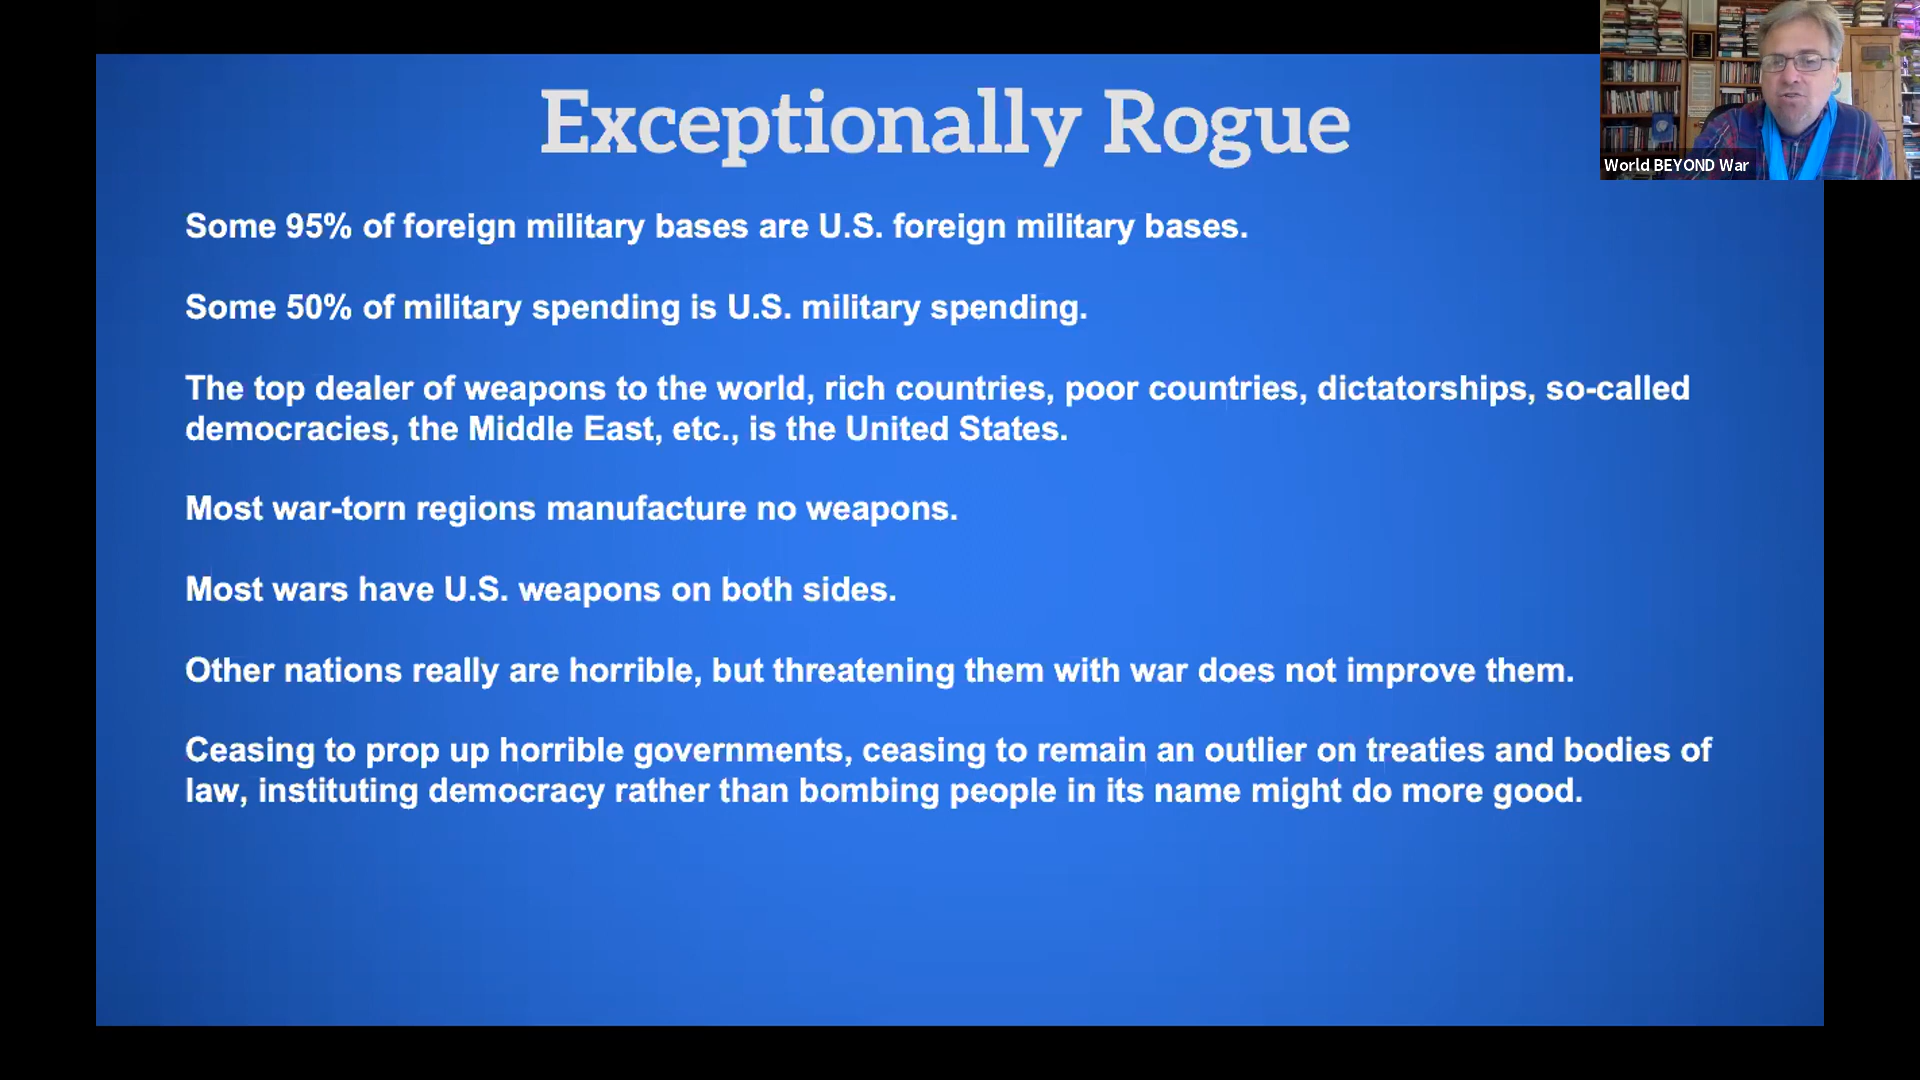 Exceptionally Rogue
World BEYOND War
Some 95% of foreign military bases are U.S. foreign military bases.
Some 50% of military spending is U.S. military spending.
The top dealer of weapons to the world, rich countries, poor countries, dictatorships, so-called
democracies, the Middle East, etc., is the United States.
Most war-torn regions manufacture no weapons.
Most wars have U.S. weapons on both sides.
Other nations really are horrible, but threatening them with war does not improve them.
Ceasing to prop up horrible governments, ceasing to remain an outlier on treaties and bodies of
law, instituting democracy rather than bombing people in its name might do more good.